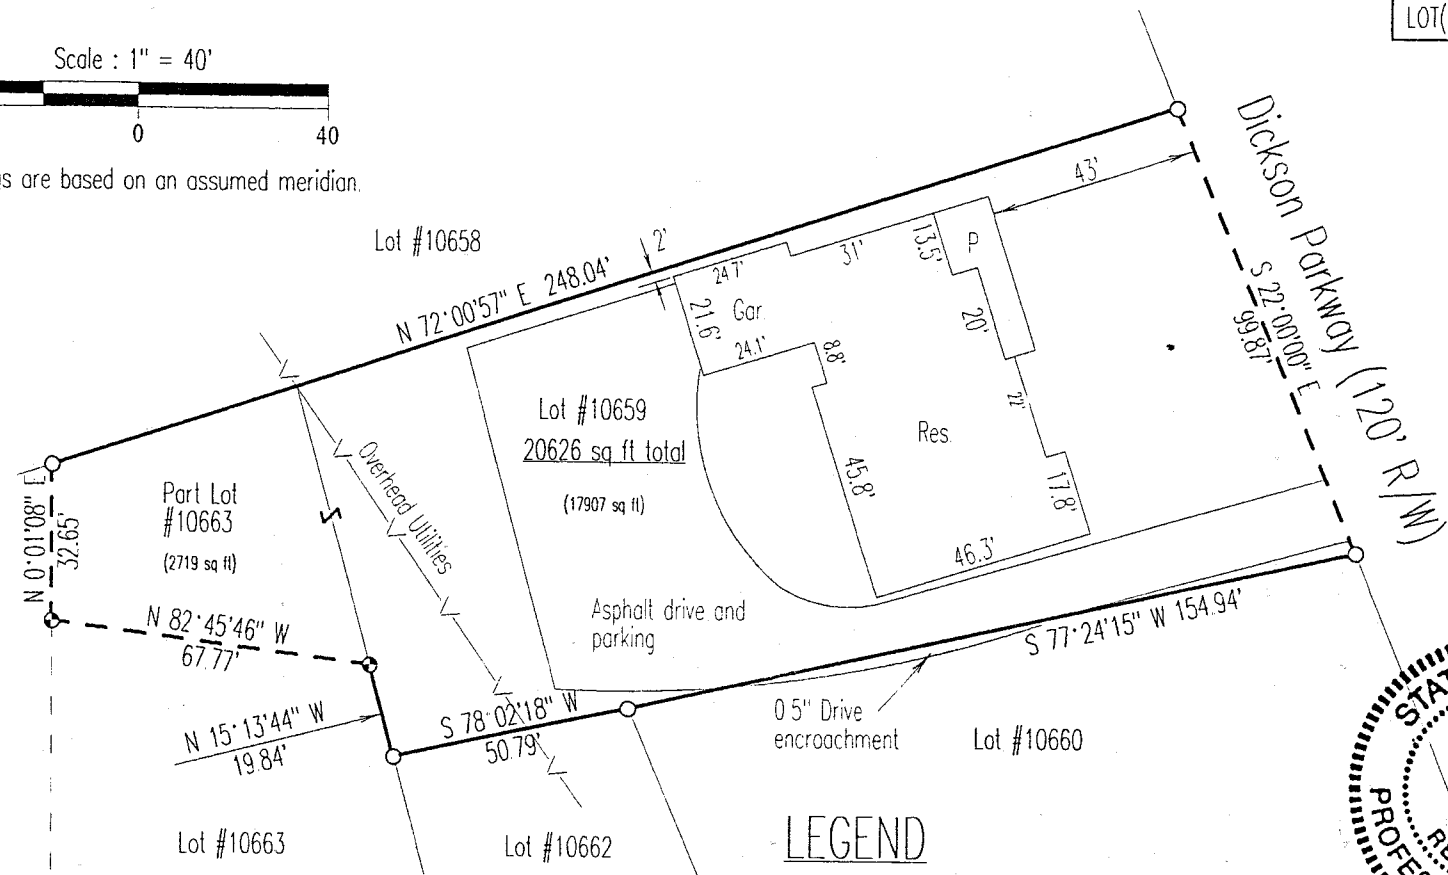 LOT(
Scale : 1" = 40'
0
40
s are based on an assumed meridian.
Lot #10658
2'
43'
Dickson Parkway (120' R/W)
S 22°00'00" E
99.87'
N 72°00'57" E 248.04'
24.7'
31'
13.5'
P
21.6'
Gar.
24.1'
8.8'
20'
22'
Lot #10659
20626 sq.ft. total
(17907 sq ft)
Res.
45.8'
17.8'
46.3'
Overhead Utilities
Part Lot
#10663
(2719 sq ft)
N 0°01'08" E
32.65'
N 82°45'46" W
67.77'
Asphalt drive and
parking
N 15°13'44" W
19.84'
S 78°02'18" W
50.79'
S 77°24'15" W 154.94'
0.5" Drive
encroachment
Lot #10660
Lot #10663
Lot #10662
LEGEND
STAT
PROFES
RE